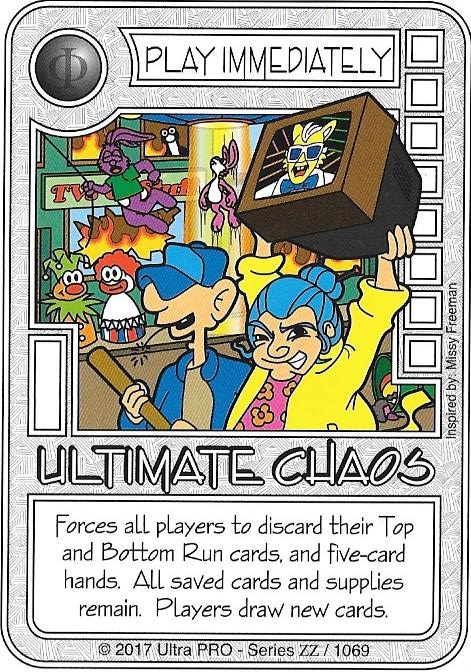 Φ
PLAY IMMEDIATELY
Inspired by: Missy Freeman
ULTIMATE CHAOS
Forces all players to discard their Top
and Bottom Run cards, and five-card
hands. All saved cards and supplies
remain. Players draw new cards.
© 2017 Ultra PRO - Series ZZ / 1069